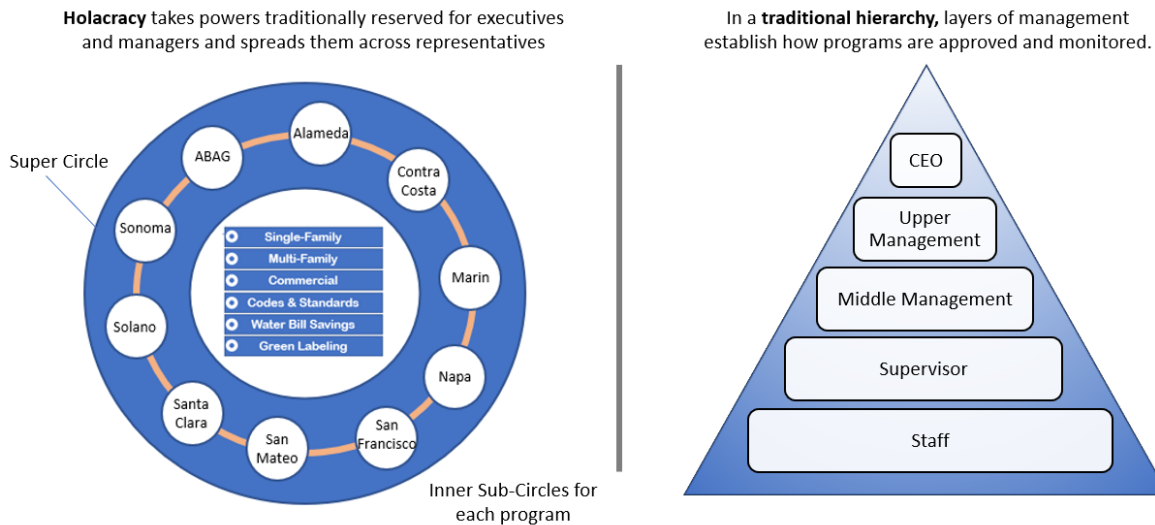 Holacracy takes powers traditionally reserved for executives
and managers and spreads them across representatives
Super Circle
Alameda
Contra
Costa
Marin
Napa
San
Francisco
San
Mateo
Santa
Clara
Solano
Sonoma
ABAG
Single-Family
Multi-Family
Commercial
Codes & Standards
Water Bill Savings
Green Labeling
Inner Sub-Circles for
each program
In a traditional hierarchy, layers of management
establish how programs are approved and monitored.
CEO
Upper
Management
Middle Management
Supervisor
Staff